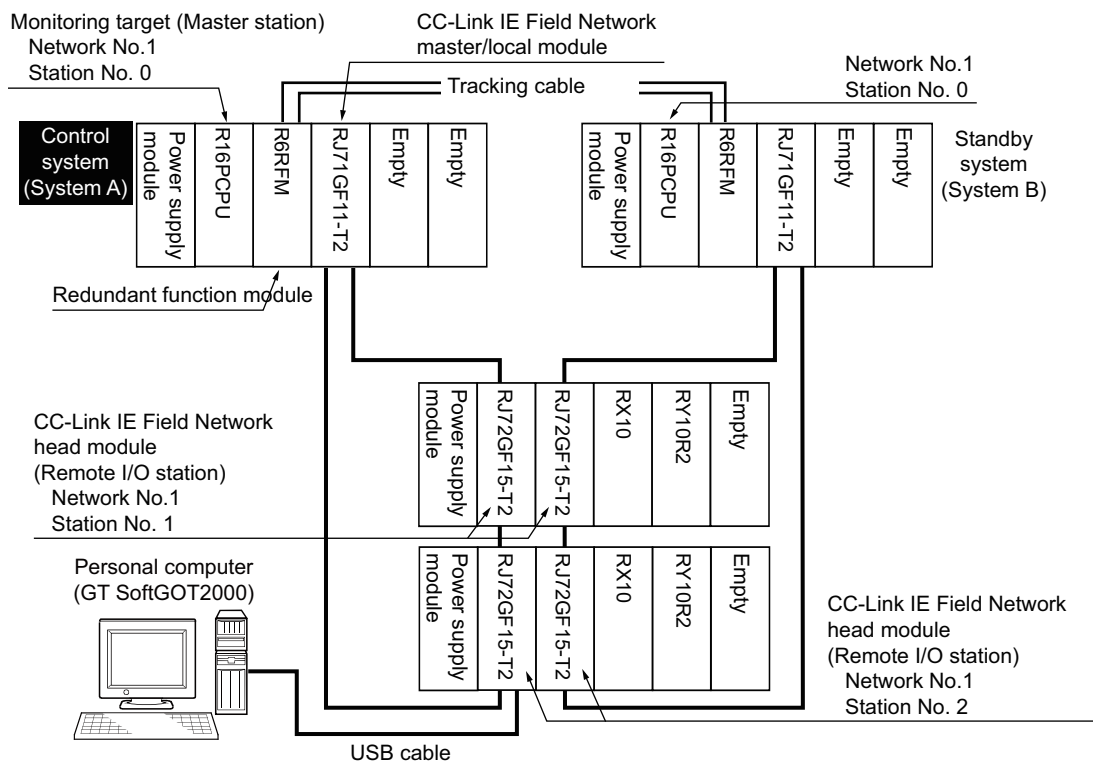 Monitoring target (Master station)
Network No.1
Station No. 0
CC-Link IE Field Network
master/local module
Tracking cable
Network No.1
Station No. 0
Control
system
(System A)
Power supply
module
R16PCPU
R6RFM
RJ71GF11-T2
Empty
Empty
Power supply
module
R16PCPU
R6RFM
RJ71GF11-T2
Empty
Empty
Standby
system
(System B)
Redundant function module
CC-Link IE Field Network
head module
(Remote I/O station)
Network No.1
Station No. 1
Power supply
module
RJ72GF15-T2
RJ72GF15-T2
RX10
RY10R2
Empty
Personal computer
(GT SoftGOT2000)
Power supply
module
RJ72GF15-T2
RJ72GF15-T2
RX10
RY10R2
Empty
CC-Link IE Field Network
head module
(Remote I/O station)
Network No.1
Station No. 2
USB cable